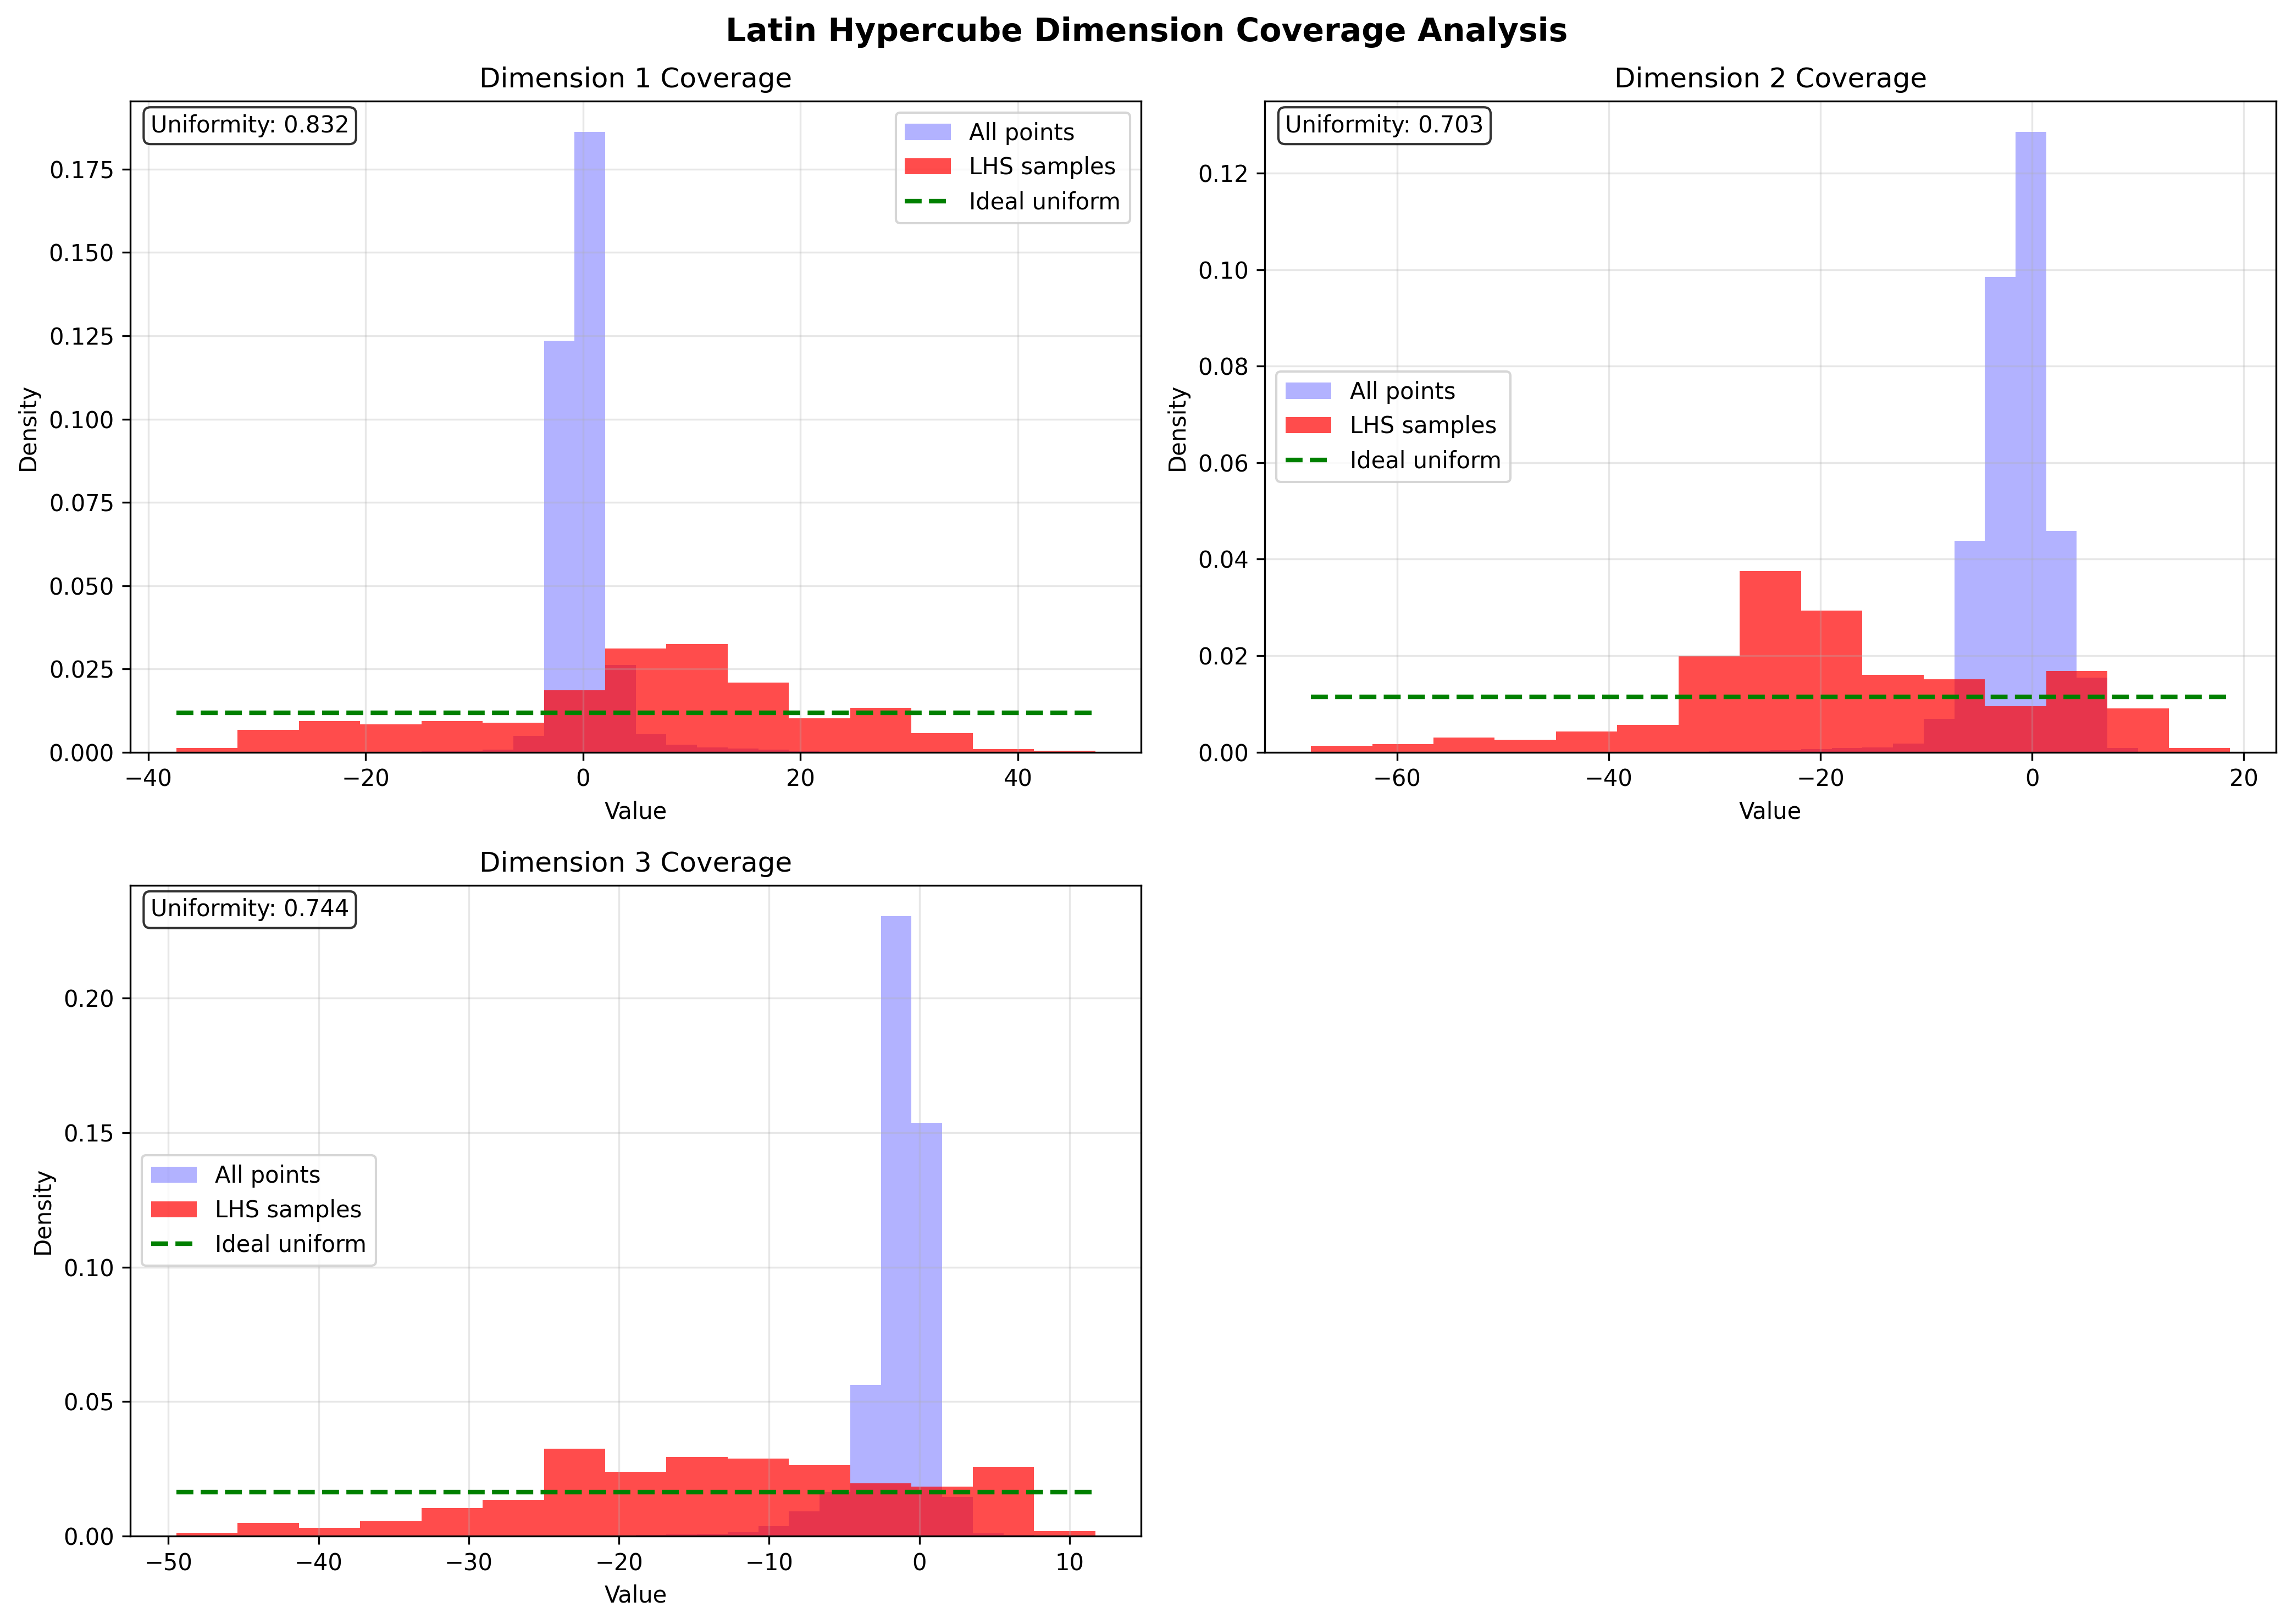 Latin Hypercube Dimension Coverage Analysis
Dimension 1 Coverage
Uniformity: 0.832
All points
LHS samples
Ideal uniform
Density
0.175
0.150
0.125
0.100
0.075
0.050
0.025
0.000
−40 −20 0 20 40
Value
Dimension 2 Coverage
Uniformity: 0.703
All points
LHS samples
Ideal uniform
Density
0.12
0.10
0.08
0.06
0.04
0.02
0.00
−60 −40 −20 0 20
Value
Dimension 3 Coverage
Uniformity: 0.744
All points
LHS samples
Ideal uniform
Density
0.20
0.15
0.10
0.05
0.00
−50 −40 −30 −20 −10 0 10
Value